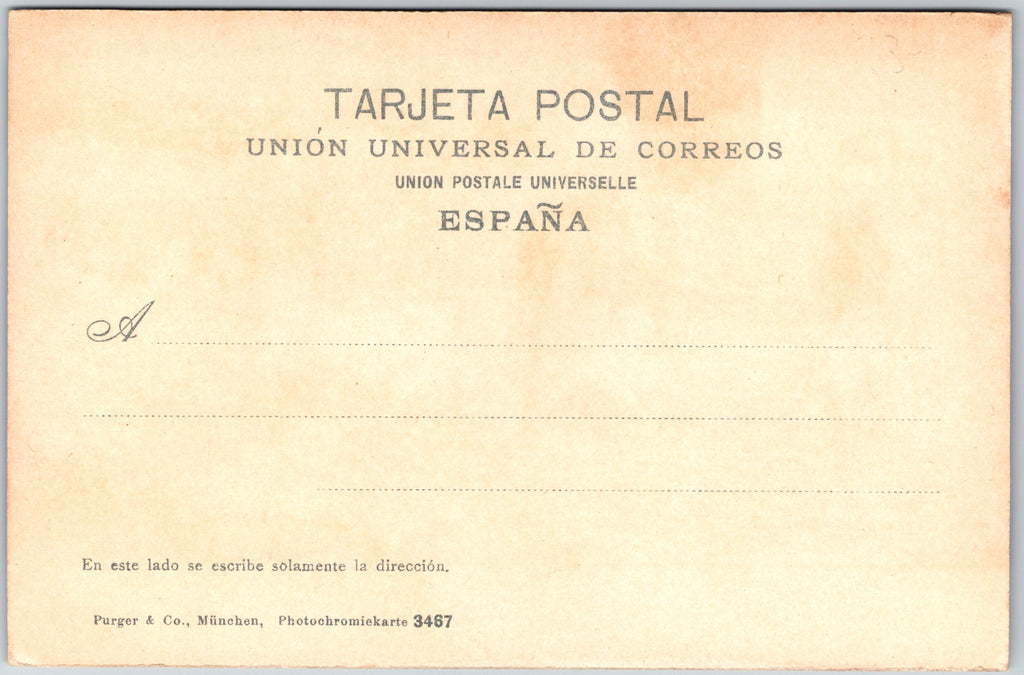 TARJETA POSTAL
UNIÓN UNIVERSAL DE CORREOS
UNION POSTALE UNIVERSELLE
ESPAÑA
A
En este lado se escribe solamente la dirección.
Purger & Co., München, Photochromiekarte 3467